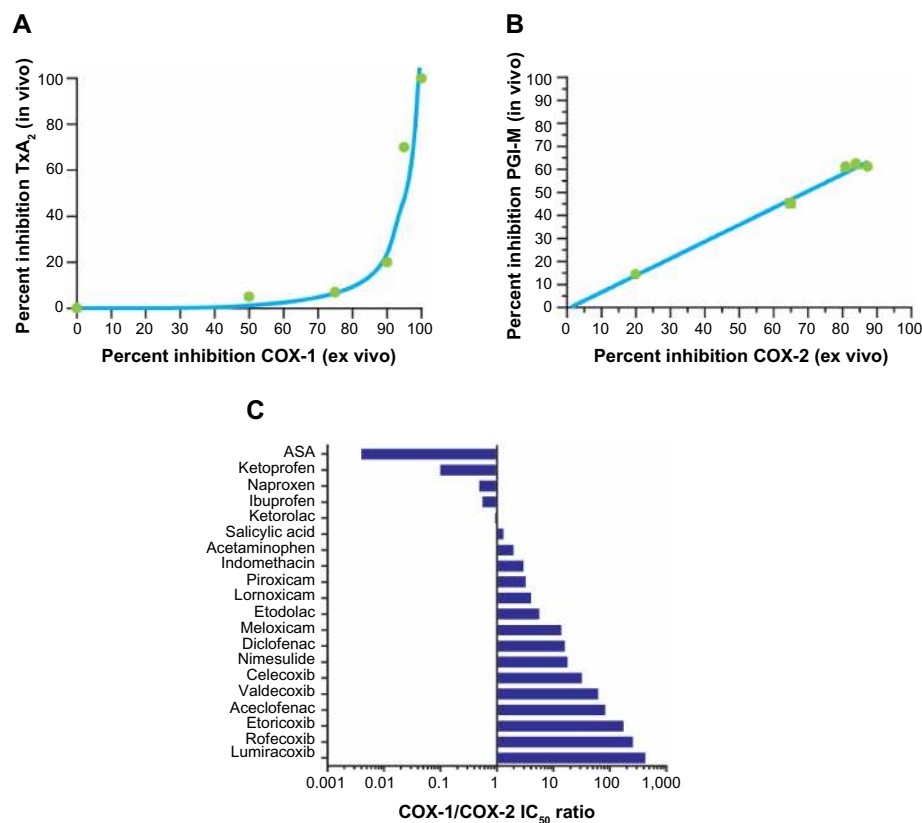 A
Percent inhibition TxA₂ (in vivo)
100
80
60
40
20
0
0 10 20 30 40 50 60 70 80 90 100
Percent inhibition COX-1 (ex vivo)
B
Percent inhibition PGI-M (in vivo)
100
90
80
70
60
50
40
30
20
10
0
0 10 20 30 40 50 60 70 80 90 100
Percent inhibition COX-2 (ex vivo)
C
ASA
Ketoprofen
Naproxen
Ibuprofen
Ketorolac
Salicylic acid
Acetaminophen
Indomethacin
Piroxicam
Lornoxicam
Etodolac
Meloxicam
Diclofenac
Nimesulide
Celecoxib
Valdecoxib
Aceclofenac
Etoricoxib
Rofecoxib
Lumiracoxib
0.001 0.01 0.1 1 10 100 1,000
COX-1/COX-2 IC₅₀ ratio